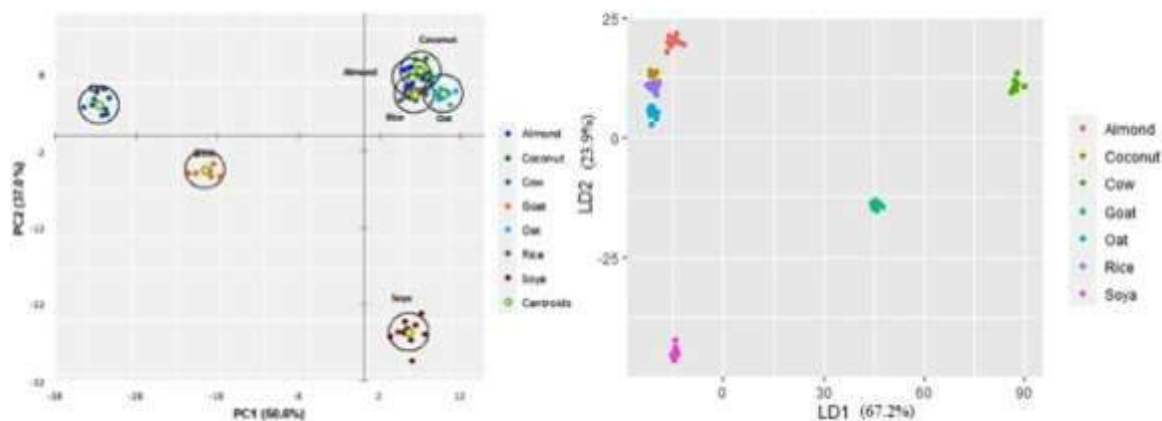 Coconut
Almond
Rice
Oat
Soya
PC2 (37.0%)
2
12
PC1 (50.8%)
Almond
Coconut
Cow
Goat
Oat
Rice
Soya
Centroids
25
0
-25
LD2 (23.9%)
0
30
60
90
LD1 (67.2%)
Almond
Coconut
Cow
Goat
Oat
Rice
Soya